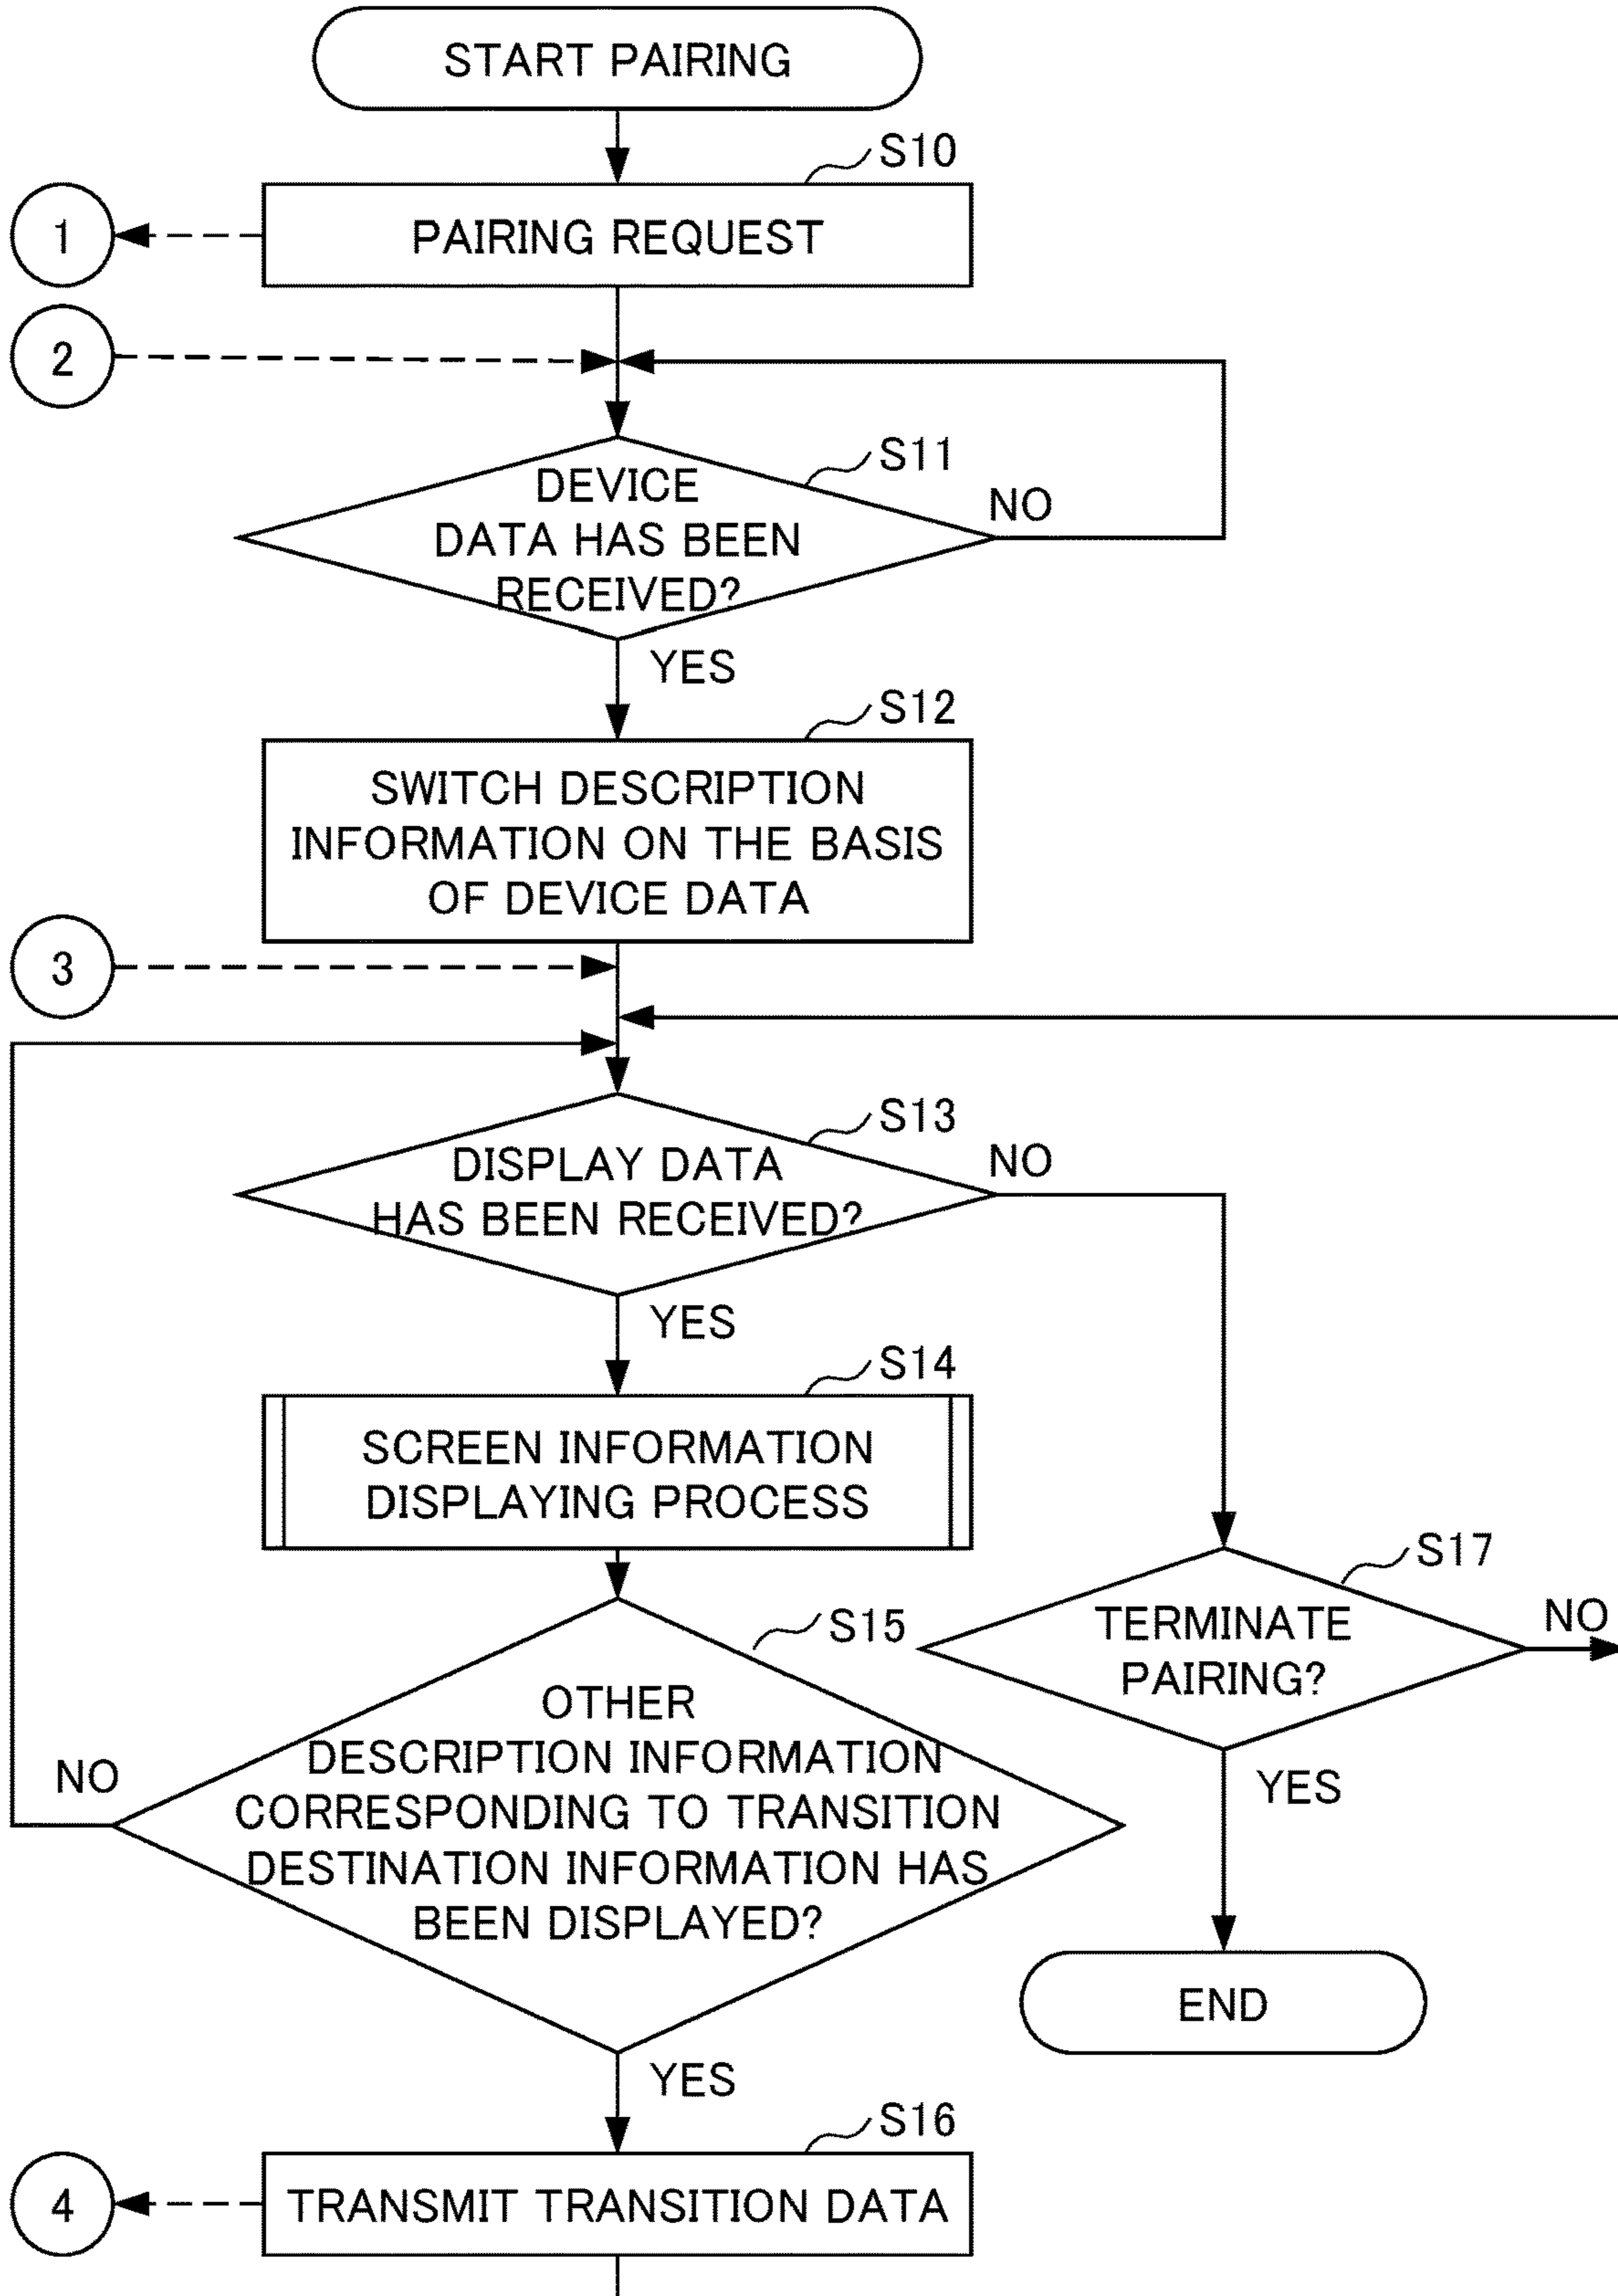 START PAIRING
S10
1
PAIRING REQUEST
2
S11
DEVICE
DATA HAS BEEN
RECEIVED?
NO
YES
S12
SWITCH DESCRIPTION
INFORMATION ON THE BASIS
OF DEVICE DATA
3
S13
DISPLAY DATA
HAS BEEN RECEIVED?
NO
YES
S14
SCREEN INFORMATION
DISPLAYING PROCESS
S17
TERMINATE
PAIRING?
NO
YES
END
S15
OTHER
DESCRIPTION INFORMATION
CORRESPONDING TO TRANSITION
DESTINATION INFORMATION HAS
BEEN DISPLAYED?
NO
YES
S16
4
TRANSMIT TRANSITION DATA